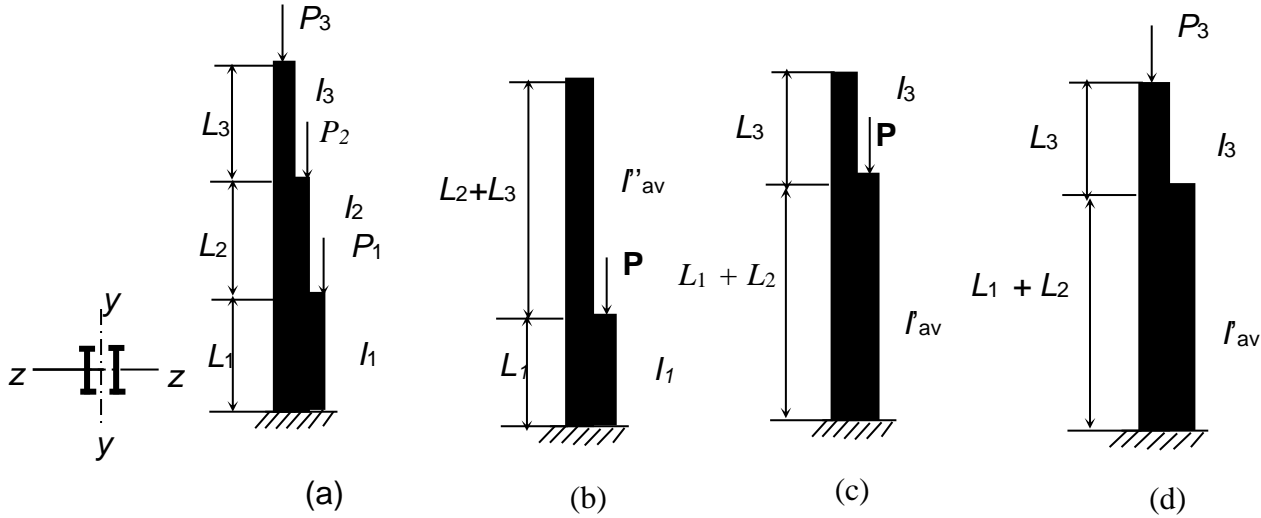 P3
I3
L3
P2
I2
L2
P1
L1
I1
y
z z
y
(a)
L2+L3
I''av
P
L1
I1
(b)
I3
L3
P
L1 + L2
I'av
(c)
P3
L3
I3
L1 + L2
I'av
(d)